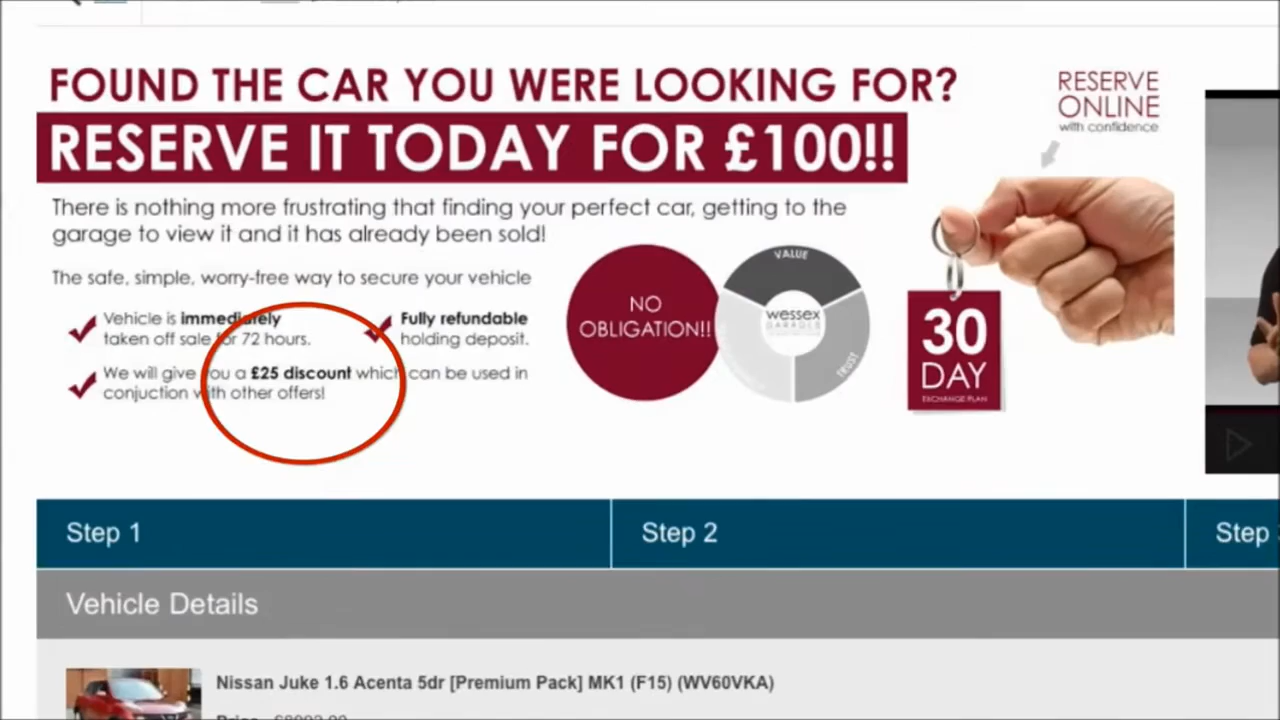 FOUND THE CAR YOU WERE LOOKING FOR?
RESERVE IT TODAY FOR £100!!
There is nothing more frustrating that finding your perfect car, getting to the
garage to view it and it has already been sold!
The safe, simple, worry-free way to secure your vehicle
Vehicle is immediately
taken off sale for 72 hours.
Fully refundable
holding deposit.
We will give you a £25 discount which can be used in
conjuction with other offers!
NO
OBLIGATION!!
VALUE
wessex
GARAGES
TRUST
RESERVE
ONLINE
with confidence
30
DAY
EXCHANGE PLAN
Step 1
Step 2
Step
Vehicle Details
Nissan Juke 1.6 Acenta 5dr [Premium Pack] MK1 (F15) (WV60VKA)